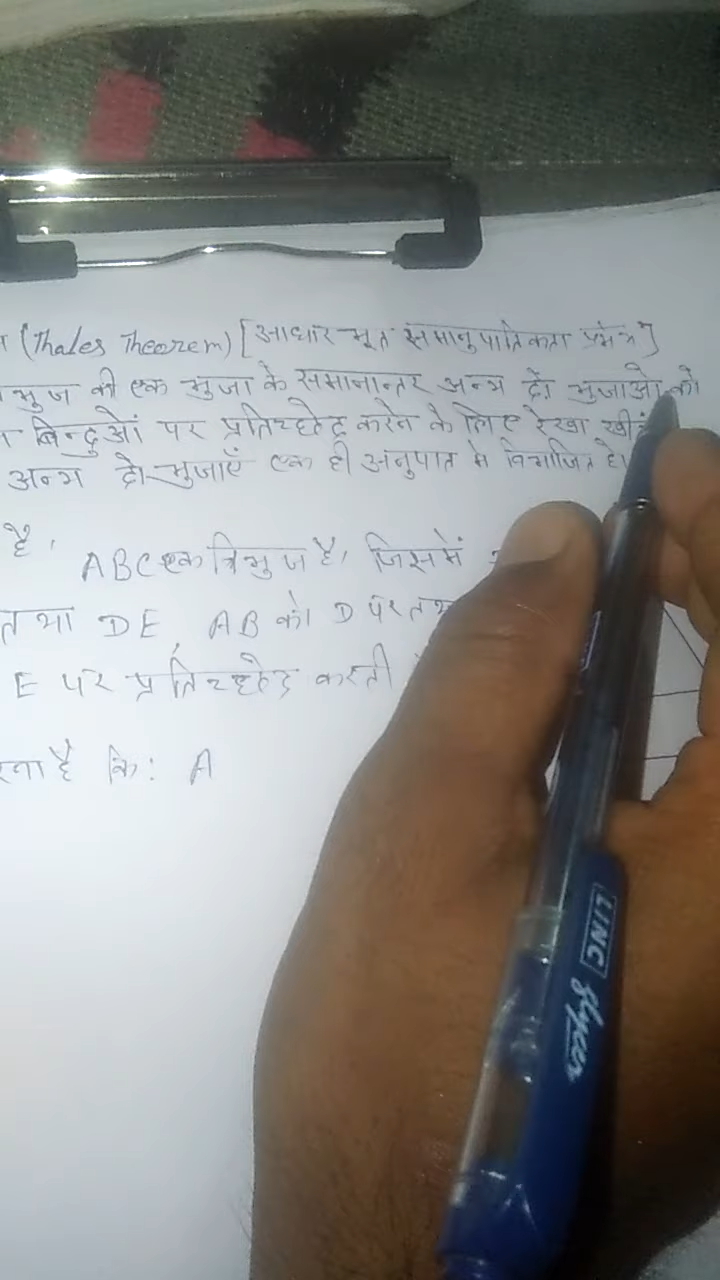 (Thales Theorem) [आधार भूत समानुपातिकता प्रमेय]
भुज की एक भुजा के समानान्तर अन्य दो भुजाओ को
बिन्दुओं पर प्रतिच्छेद करने के लिए रेखा खीचं
अन्य दो भुजाएँ एक ही अनुपात मे विभाजित हो
है,
ABC एक त्रिभुज है, जिसमें
तथा DE, AB को D पर तथा
E पर प्रतिच्छेद करती
है कि: A
LINC glycer